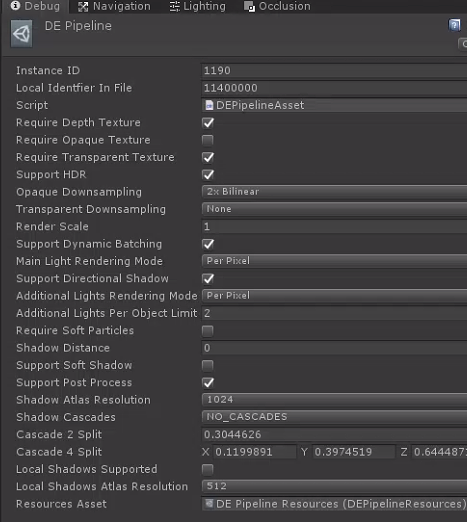 Debug Navigation Lighting Occlusion
DE Pipeline
Instance ID 1190
Local Identfier In File 11400000
Script DEPipelineAsset
Require Depth Texture
Require Opaque Texture
Require Transparent Texture
Support HDR
Opaque Downsampling 2x Bilinear
Transparent Downsampling None
Render Scale 1
Support Dynamic Batching
Main Light Rendering Mode Per Pixel
Support Directional Shadow
Additional Lights Rendering Mode Per Pixel
Additional Lights Per Object Limit 2
Require Soft Particles
Shadow Distance 0
Support Soft Shadow
Support Post Process
Shadow Atlas Resolution 1024
Shadow Cascades NO_CASCADES
Cascade 2 Split 0.3044626
Cascade 4 Split X 0.1199891 Y 0.3974519 Z 0.6444871
Local Shadows Supported
Local Shadows Atlas Resolution 512
Resources Asset DE Pipeline Resources (DEPipelineResources)